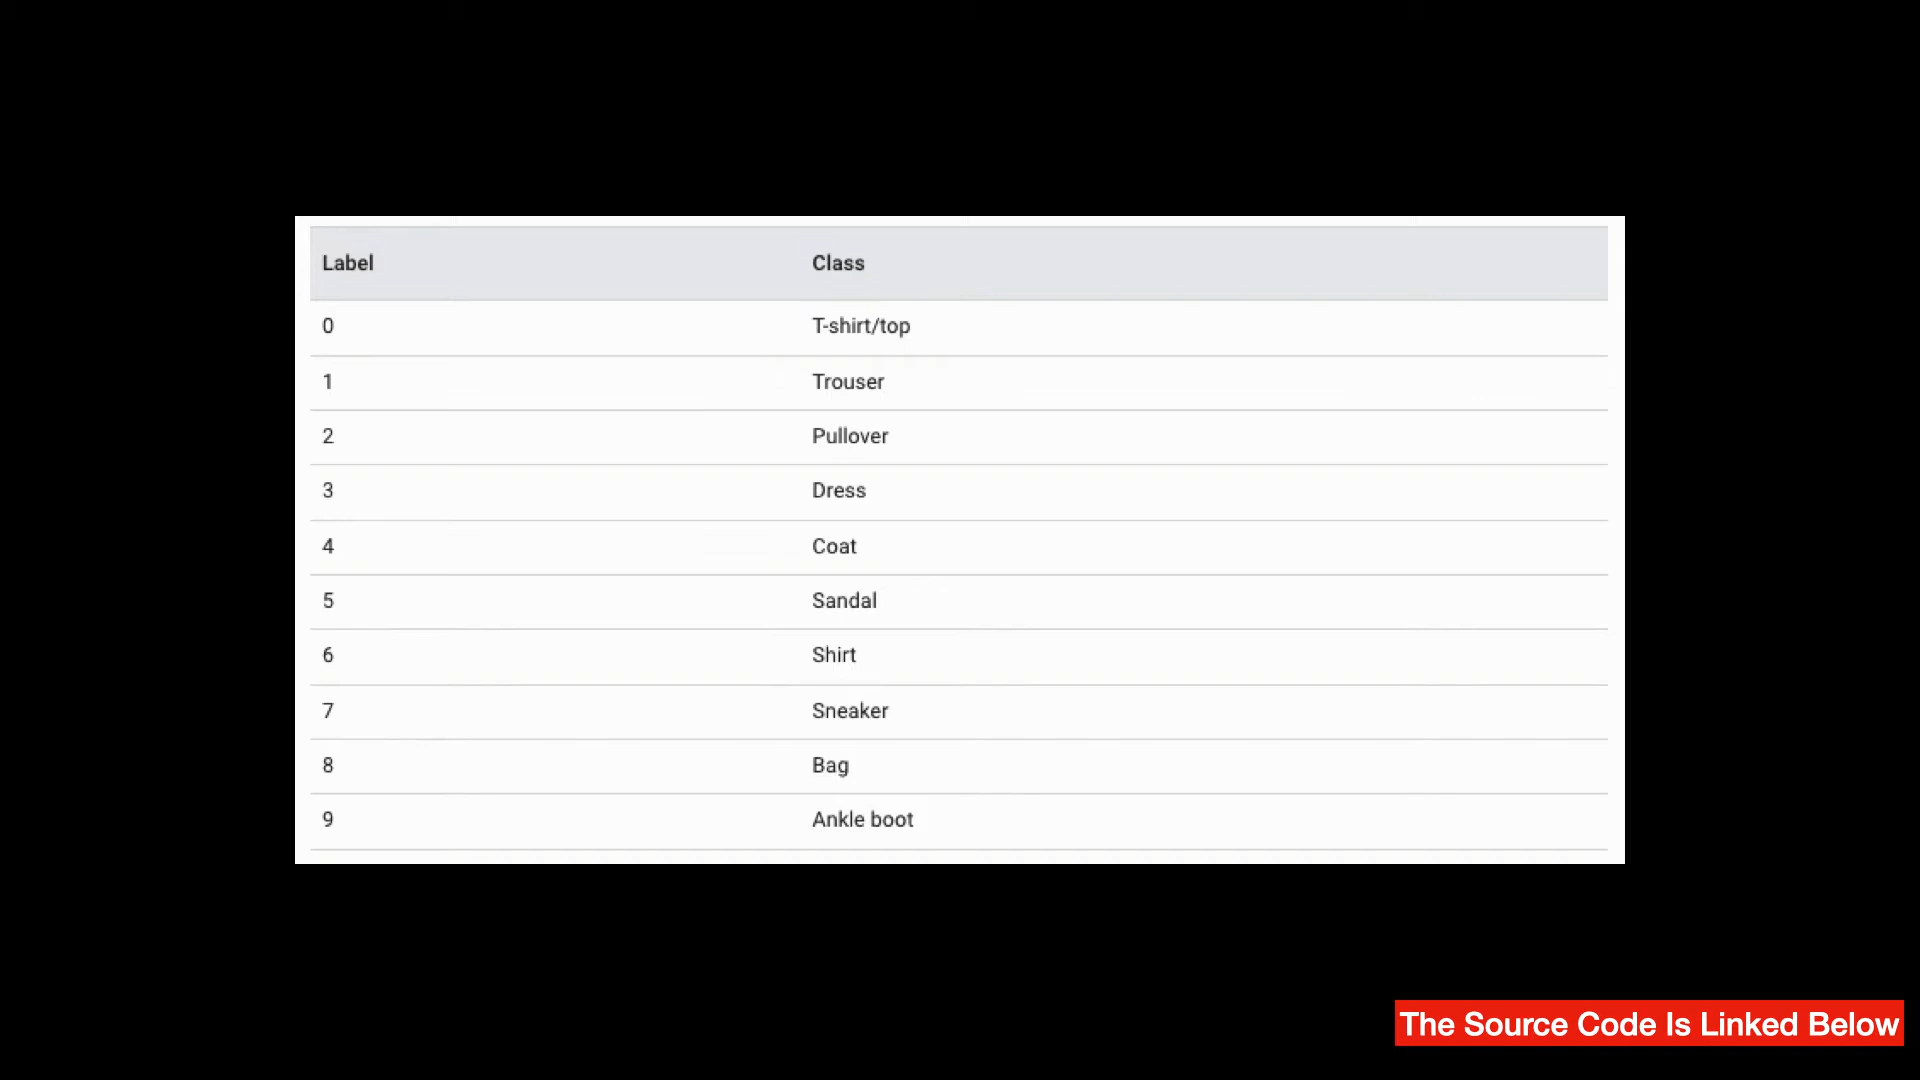 Label Class
0 T-shirt/top
1 Trouser
2 Pullover
3 Dress
4 Coat
5 Sandal
6 Shirt
7 Sneaker
8 Bag
9 Ankle boot
The Source Code Is Linked Below